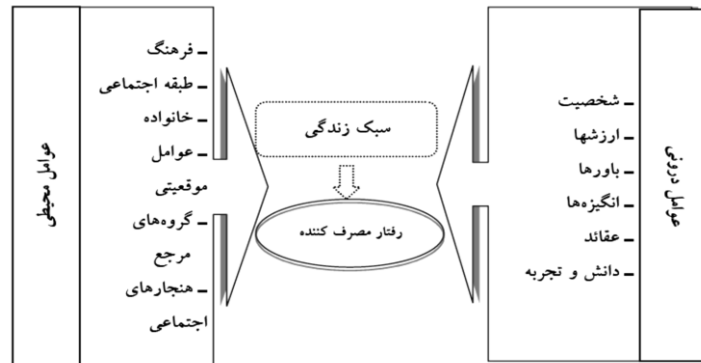 عوامل درونی
ـ شخصیت
ـ ارزشها
ـ باورها
ـ انگیزه‌ها
ـ عقائد
ـ دانش و تجربه
سبک زندگی
رفتار مصرف کننده
ـ فرهنگ
ـ طبقه اجتماعی
ـ خانواده
ـ عوامل
موقعیتی
ـ گروه‌های
مرجع
ـ هنجارهای
اجتماعی
عوامل محیطی